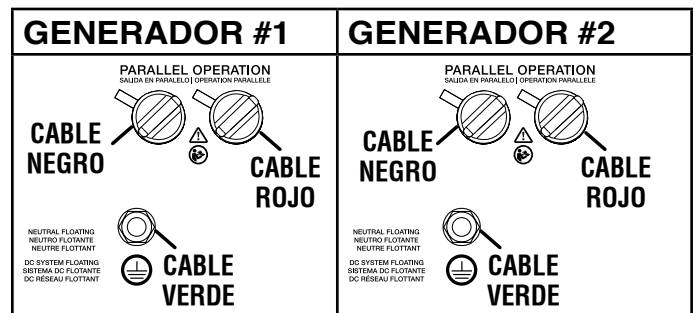 GENERADOR #1
PARALLEL OPERATION
SALIDA EN PARALELO | OPERATION PARALLELE
CABLE
NEGRO
CABLE
ROJO
NEUTRAL FLOATING
NEUTRO FLOTANTE
NEUTRE FLOTTANT
DC SYSTEM FLOATING
SISTEMA DC FLOTANTE
DC RÉSEAU FLOTTANT
CABLE
VERDE
GENERADOR #2
PARALLEL OPERATION
SALIDA EN PARALELO | OPERATION PARALLELE
CABLE
NEGRO
CABLE
ROJO
NEUTRAL FLOATING
NEUTRO FLOTANTE
NEUTRE FLOTTANT
DC SYSTEM FLOATING
SISTEMA DC FLOTANTE
DC RÉSEAU FLOTTANT
CABLE
VERDE